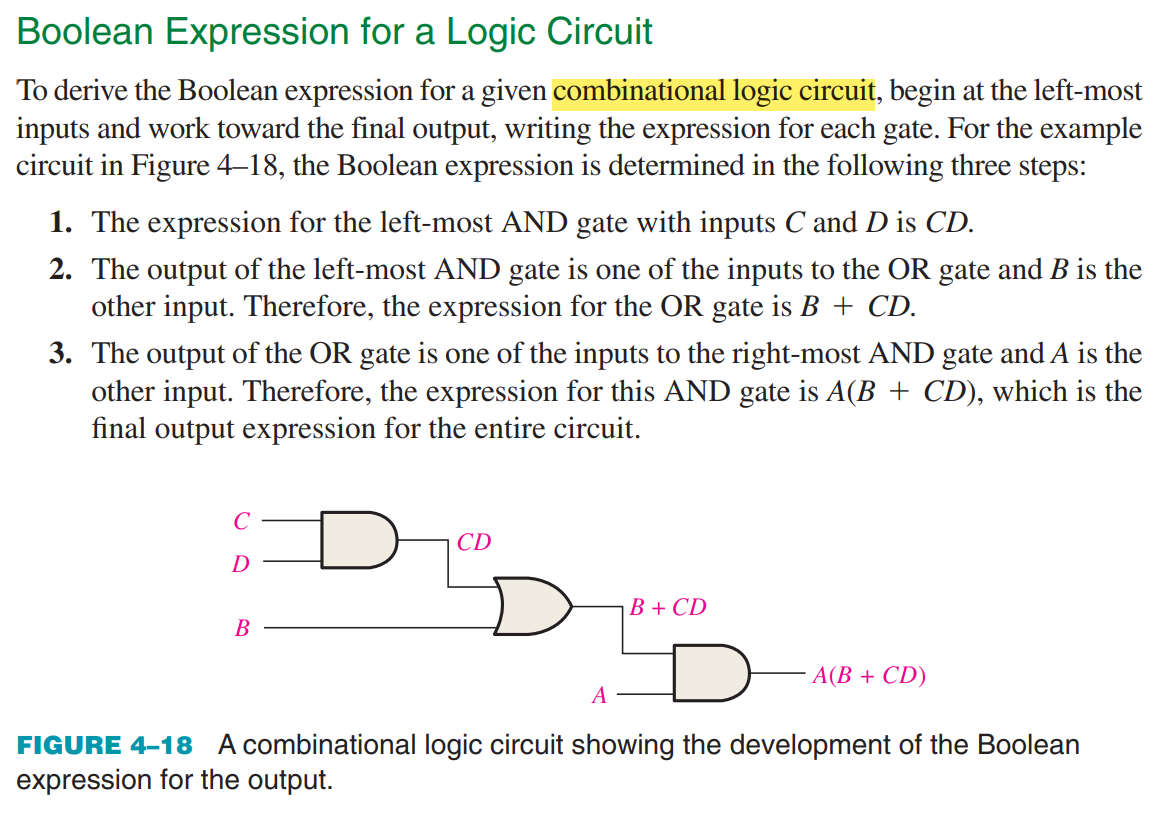 Boolean Expression for a Logic Circuit
To derive the Boolean expression for a given combinational logic circuit, begin at the left-most
inputs and work toward the final output, writing the expression for each gate. For the example
circuit in Figure 4–18, the Boolean expression is determined in the following three steps:
1. The expression for the left-most AND gate with inputs C and D is CD.
2. The output of the left-most AND gate is one of the inputs to the OR gate and B is the
other input. Therefore, the expression for the OR gate is B + CD.
3. The output of the OR gate is one of the inputs to the right-most AND gate and A is the
other input. Therefore, the expression for this AND gate is A(B + CD), which is the
final output expression for the entire circuit.
C
CD
D
B + CD
B
A(B + CD)
A
FIGURE 4–18 A combinational logic circuit showing the development of the Boolean
expression for the output.